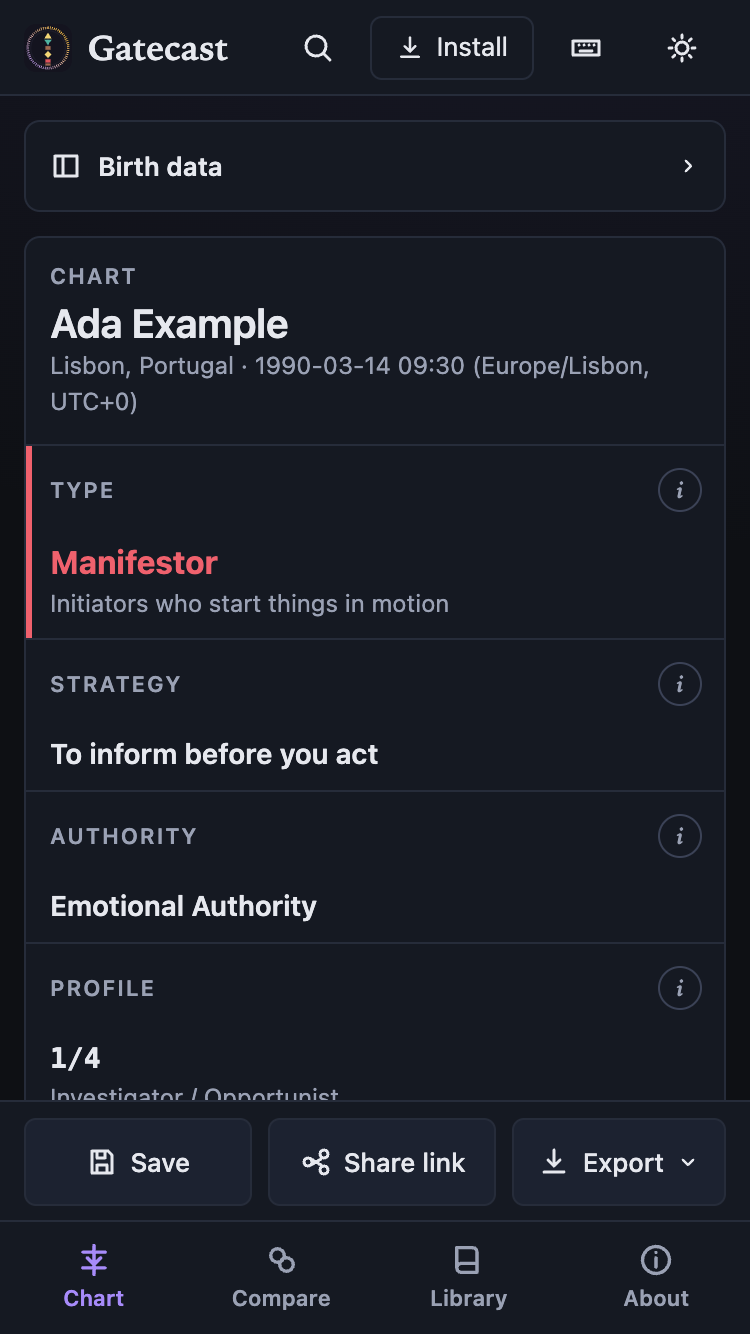 Gatecast
Install
Birth data
CHART
Ada Example
Lisbon, Portugal · 1990-03-14 09:30 (Europe/Lisbon,
UTC+0)
TYPE
i
Manifestor
Initiators who start things in motion
STRATEGY
i
To inform before you act
AUTHORITY
i
Emotional Authority
PROFILE
i
1/4
Investigator / Opportunist
Save
Share link
Export
Chart
Compare
Library
About